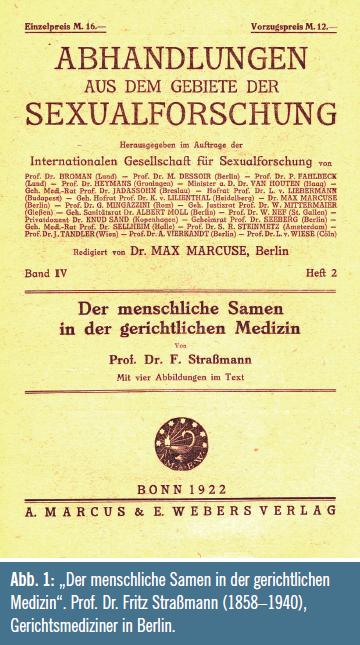 Einzelpreis M. 16.— Vorzugspreis M. 12.—
ABHANDLUNGEN
AUS DEM GEBIETE DER
SEXUALFORSCHUNG
Herausgegeben im Auftrage der
Internationalen Gesellschaft für Sexualforschung von
Prof. Dr. BROMAN (Lund) — Prof. Dr. M. DESSOIR (Berlin) — Prof. Dr. P. FAHLBECK
(Lund) — Prof. Dr. HEYMANS (Groningen) — Minister a. D. Dr. VAN HOUTEN (Haag) —
Geh. Med.-Rat Prof. Dr. JADASSOHN (Breslau) — Hofrat Prof. Dr. L. v. LIEBERMANN
(Budapest) — Geh. Hofrat Prof. Dr. K. v. LILIENTHAL (Heidelberg) — Dr. MAX MARCUSE
(Berlin) — Prof. Dr. G. MINGAZZINI (Rom) — Geh. Justizrat Prof. Dr. W. MITTERMAIER
(Gießen) — Geh. Sanitätsrat Dr. ALBERT MOLL (Berlin) — Prof. Dr. W. NEF (St. Gallen) —
Privatdozent Dr. KNUD SAND (Kopenhagen) — Geheimrat Prof. Dr. SEEBERG (Berlin) —
Geh. Med.-Rat Prof. Dr. SELLHEIM (Halle) — Prof. Dr. S. R. STEINMETZ (Amsterdam) —
Prof. Dr. J. TANDLER (Wien) — Prof. Dr. A. VIERKANDT (Berlin) — Prof. Dr. L. v. WIESE (Cöln)
Redigiert von Dr. MAX MARCUSE, Berlin
Band IV Heft 2
Der menschliche Samen
in der gerichtlichen Medizin
Von
Prof. Dr. F. Straßmann
Mit vier Abbildungen im Text
BONN 1922
A. MARCUS & E. WEBERS VERLAG
Abb. 1: „Der menschliche Samen in der gerichtlichen
Medizin“. Prof. Dr. Fritz Straßmann (1858–1940),
Gerichtsmediziner in Berlin.